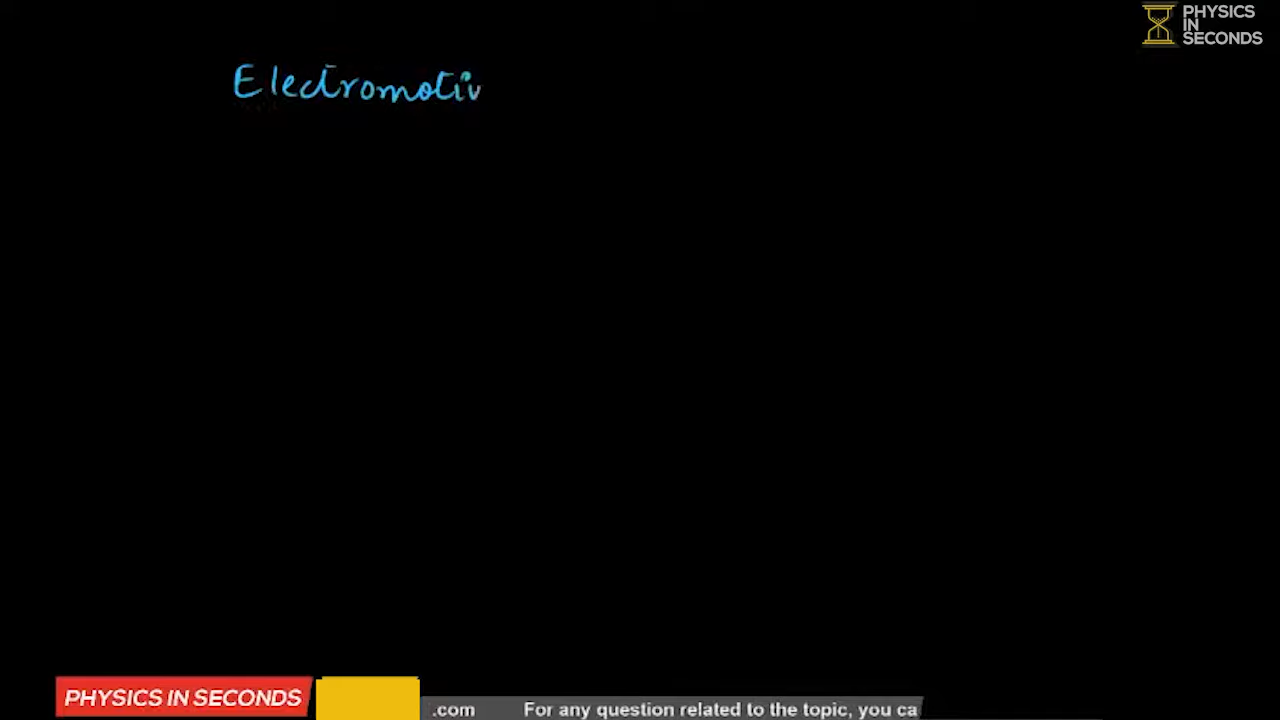 PHYSICS
IN
SECONDS
Electromotiv
PHYSICS IN SECONDS
.com For any question related to the topic, you ca